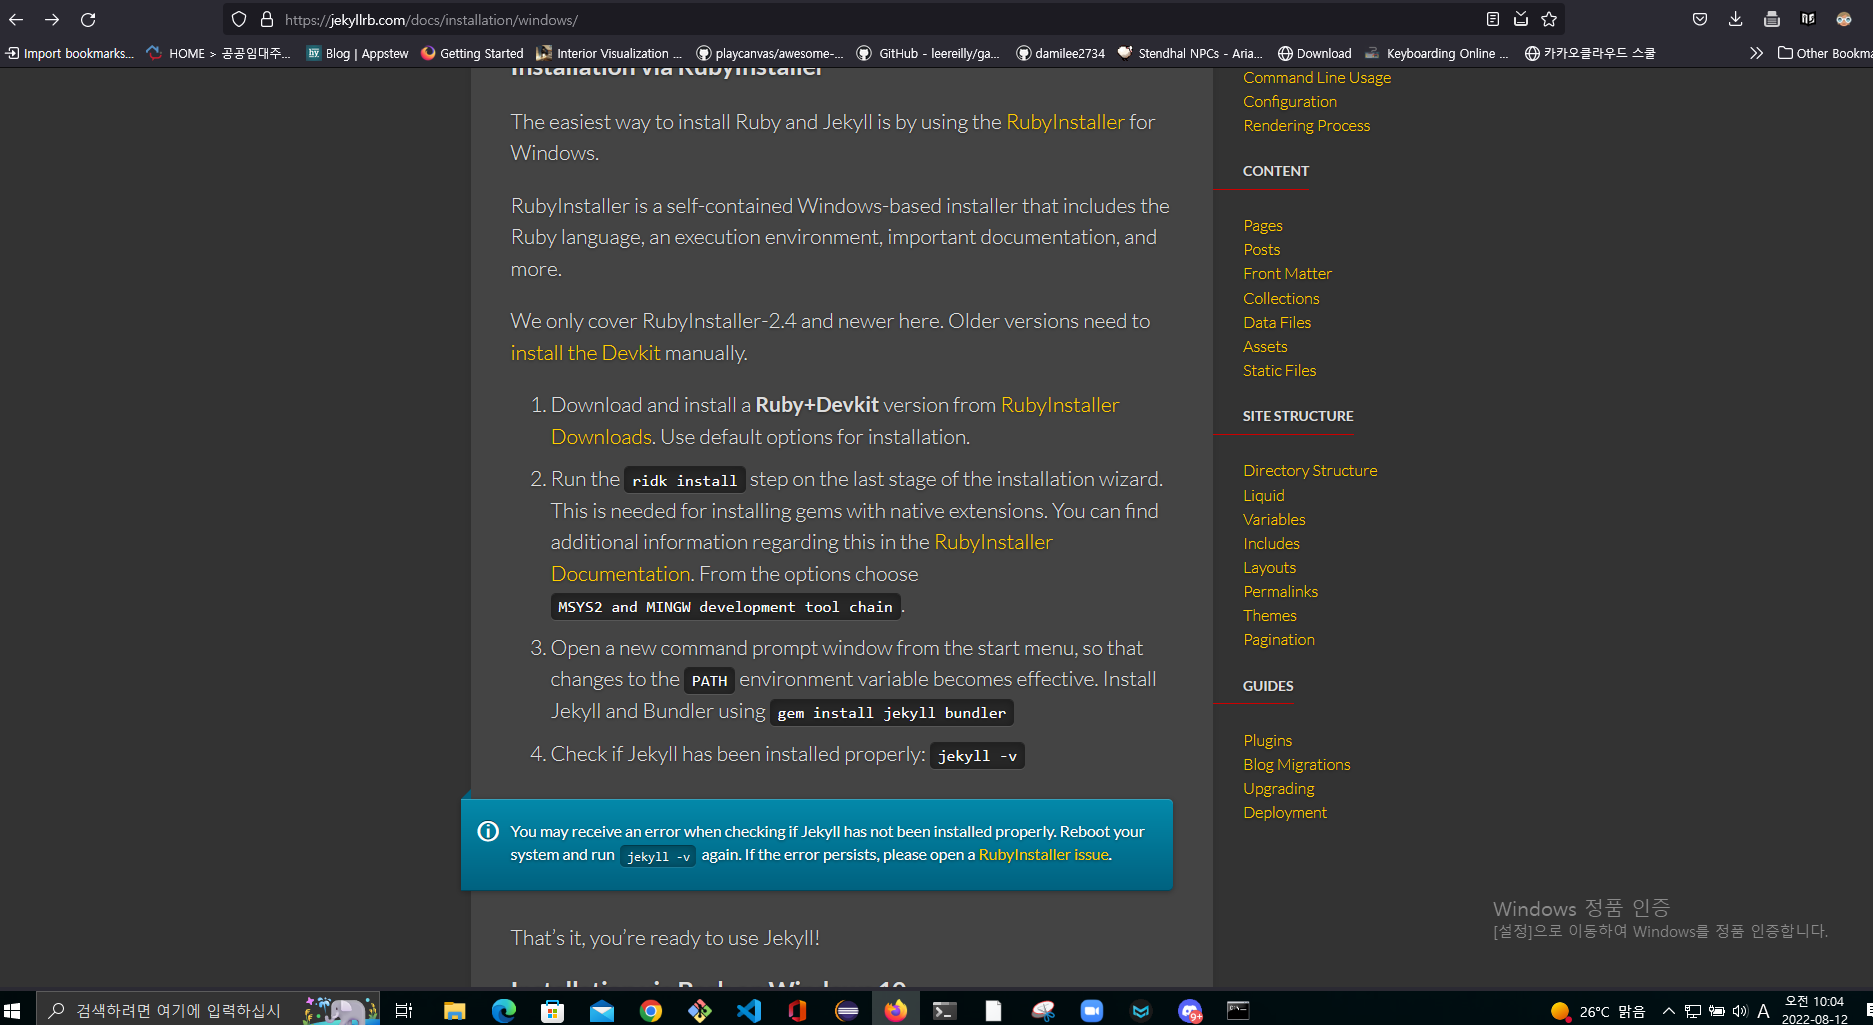 https://jekyllrb.com/docs/installation/windows/
Import bookmarks...
HOME > 공공임대주...
Blog | Appstew
Getting Started
Interior Visualization ...
playcanvas/awesome-...
GitHub - leereilly/ga...
damilee2734
Stendhal NPCs - Aria...
Download
Keyboarding Online ...
카카오클라우드 스쿨
Other Bookma
Installation via RubyInstaller
The easiest way to install Ruby and Jekyll is by using the RubyInstaller for
Windows.
RubyInstaller is a self-contained Windows-based installer that includes the
Ruby language, an execution environment, important documentation, and
more.
We only cover RubyInstaller-2.4 and newer here. Older versions need to
install the Devkit manually.
1. Download and install a Ruby+Devkit version from RubyInstaller
Downloads. Use default options for installation.
2. Run the ridk install step on the last stage of the installation wizard.
This is needed for installing gems with native extensions. You can find
additional information regarding this in the RubyInstaller
Documentation. From the options choose
MSYS2 and MINGW development tool chain.
3. Open a new command prompt window from the start menu, so that
changes to the PATH environment variable becomes effective. Install
Jekyll and Bundler using gem install jekyll bundler
4. Check if Jekyll has been installed properly: jekyll -v
You may receive an error when checking if Jekyll has not been installed properly. Reboot your
system and run jekyll -v again. If the error persists, please open a RubyInstaller issue.
That's it, you're ready to use Jekyll!
Command Line Usage
Configuration
Rendering Process
CONTENT
Pages
Posts
Front Matter
Collections
Data Files
Assets
Static Files
SITE STRUCTURE
Directory Structure
Liquid
Variables
Includes
Layouts
Permalinks
Themes
Pagination
GUIDES
Plugins
Blog Migrations
Upgrading
Deployment
Windows 정품 인증
[설정]으로 이동하여 Windows를 정품 인증합니다.
검색하려면 여기에 입력하십시
9+
26°C 맑음
A
오전 10:04
2022-08-12